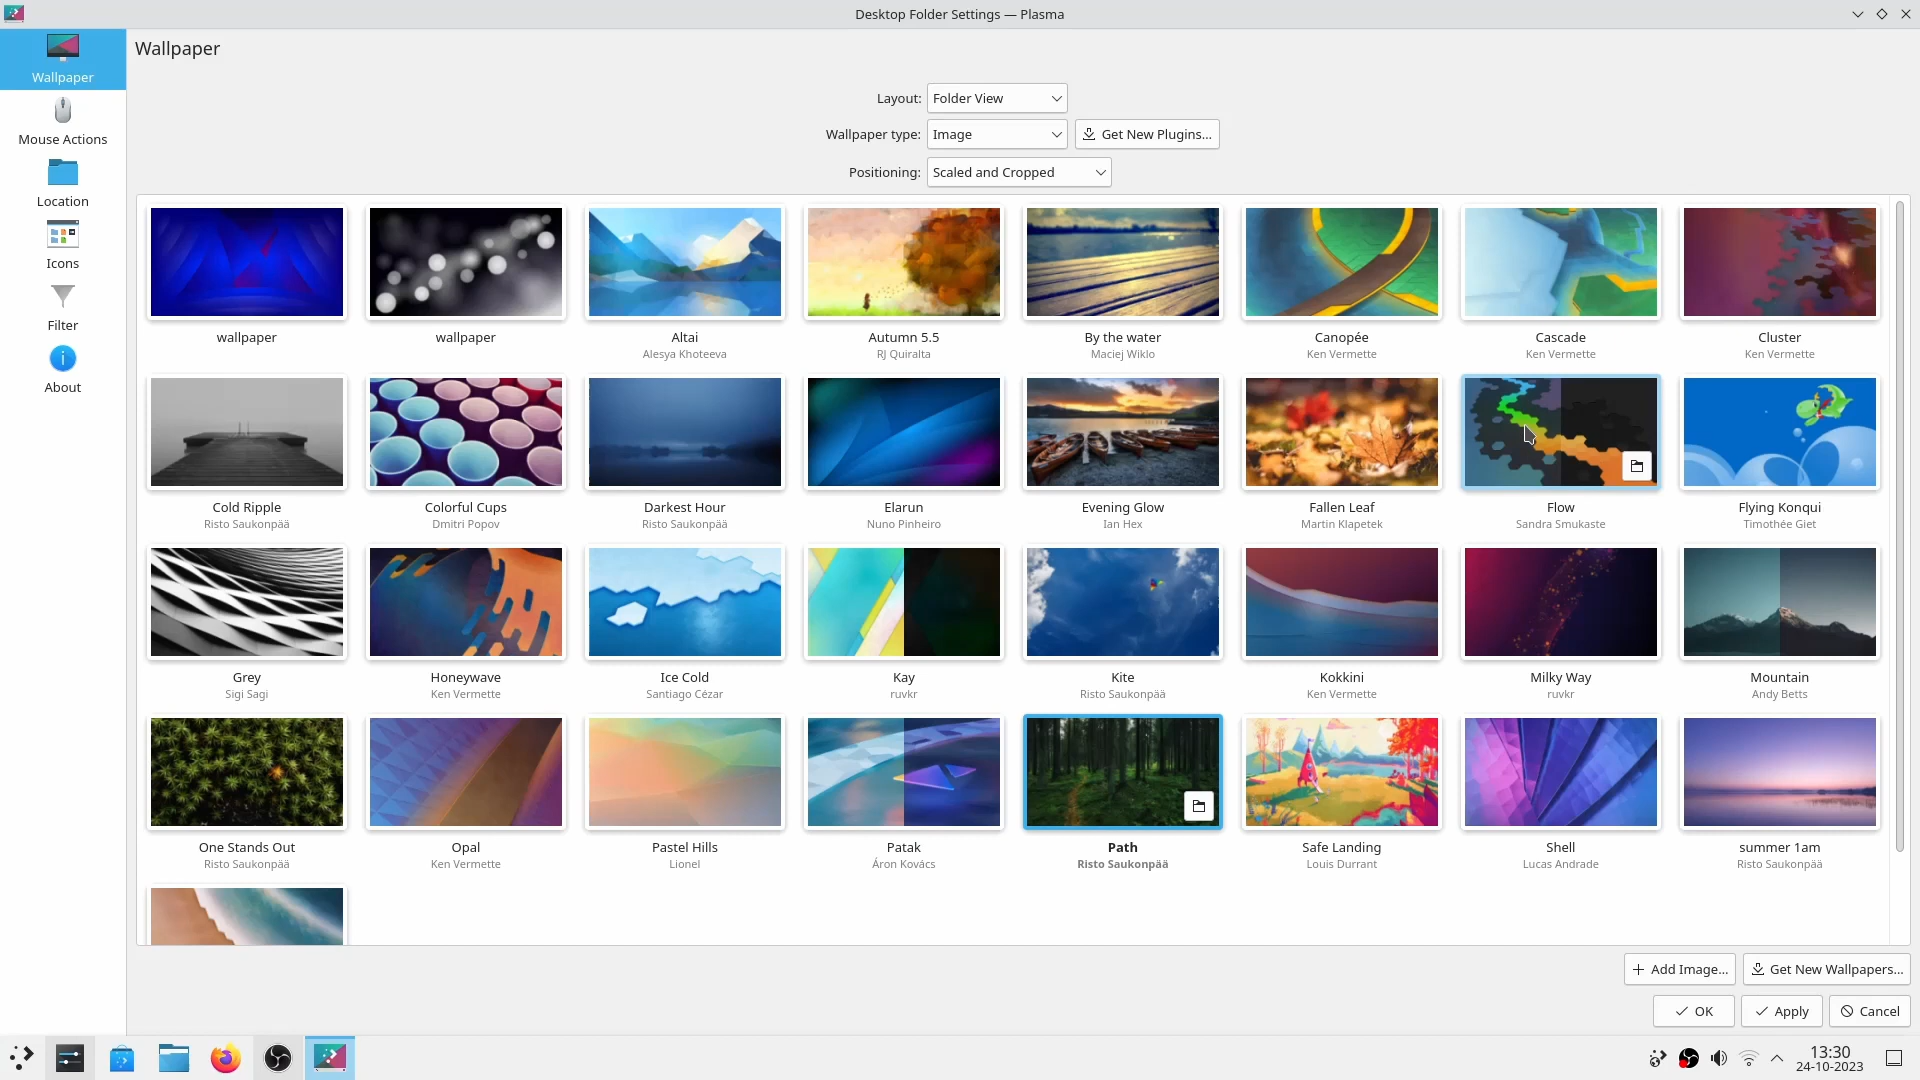 Desktop Folder Settings — Plasma
Wallpaper
Wallpaper
Layout: Folder View
Wallpaper type: Image Get New Plugins...
Positioning: Scaled and Cropped
Mouse Actions
Location
Icons
Filter
About
wallpaper wallpaper Altai Autumn 5.5 By the water Canopée Cascade Cluster
Alesya Khoteeva RJ Quiralta Maciej Wiklo Ken Vermette Ken Vermette Ken Vermette
Cold Ripple Colorful Cups Darkest Hour Elarun Evening Glow Fallen Leaf Flow Flying Konqui
Risto Saukonpää Dmitri Popov Risto Saukonpää Nuno Pinheiro Ian Hex Martin Klapetek Sandra Smukaste Timothée Giet
Grey Honeywave Ice Cold Kay Kite Kokkini Milky Way Mountain
Sigi Sagi Ken Vermette Santiago Cézar ruvkr Risto Saukonpää Ken Vermette ruvkr Andy Betts
One Stands Out Opal Pastel Hills Patak Path Safe Landing Shell summer 1am
Risto Saukonpää Ken Vermette Lionel Áron Kovács Risto Saukonpää Louis Durrant Lucas Andrade Risto Saukonpää
Add Image... Get New Wallpapers...
OK Apply Cancel
13:30
24-10-2023